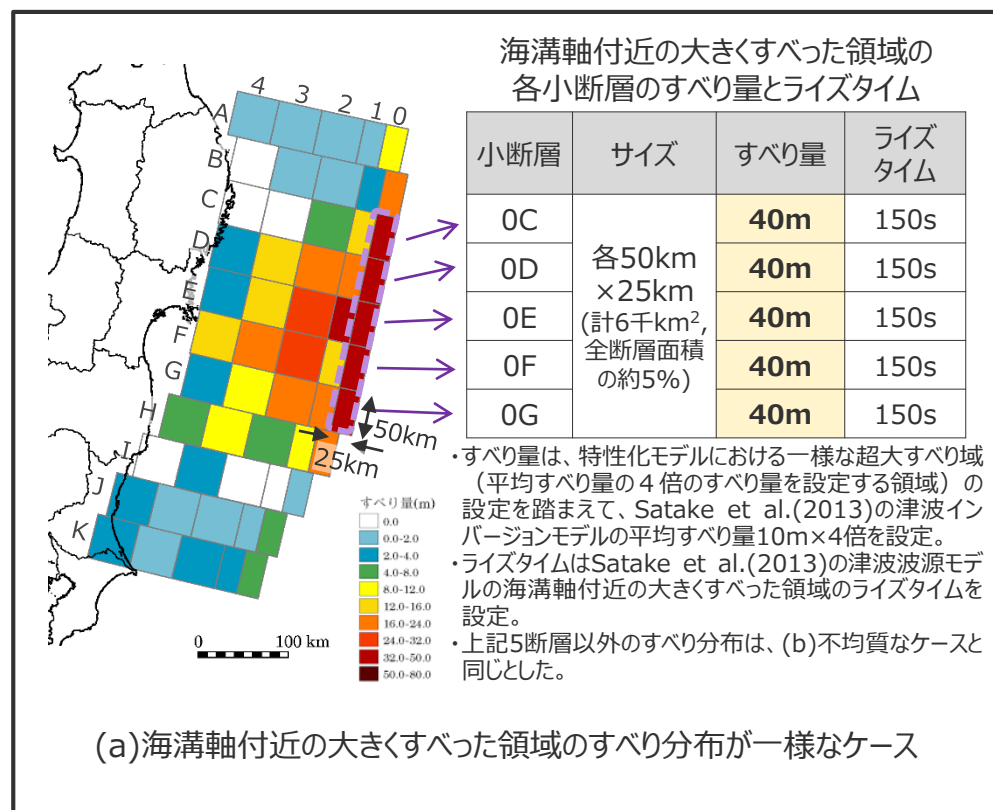 海溝軸付近の大きくすべった領域の
各小断層のすべり量とライズタイム
小断層 サイズ すべり量 ライズタイム
0C 40m 150s
0D 40m 150s
0E 40m 150s
0F 40m 150s
0G 40m 150s
各50km
×25km
(計6千km²,
全断層面積
の約5%)
4 3 2 1 0
A
B
C
D
E
F
G
H
I
J
K
50km
25km
すべり量(m)
0.0
0.0-2.0
2.0-4.0
4.0-8.0
8.0-12.0
12.0-16.0
16.0-24.0
24.0-32.0
32.0-50.0
50.0-80.0
0 100 km
・すべり量は、特性化モデルにおける一様な超大すべり域
（平均すべり量の４倍のすべり量を設定する領域）の
設定を踏まえて、Satake et al.(2013)の津波イン
バージョンモデルの平均すべり量10m×4倍を設定。
・ライズタイムはSatake et al.(2013)の津波波源モデ
ルの海溝軸付近の大きくすべった領域のライズタイムを
設定。
・上記5断層以外のすべり分布は、(b)不均質なケースと
同じとした。
(a)海溝軸付近の大きくすべった領域のすべり分布が一様なケース